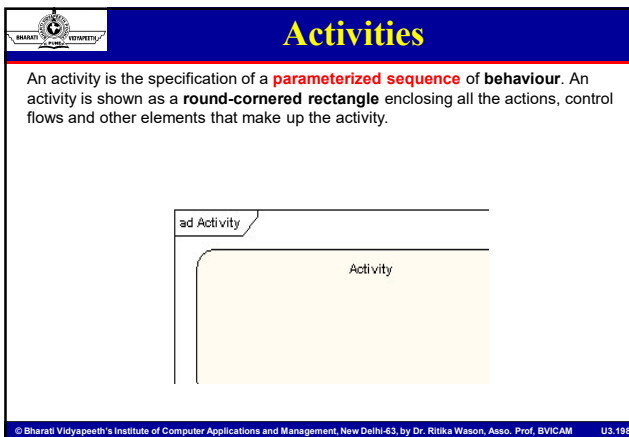 BHARATI
VIDYAPEETH
PUNE
Activities
An activity is the specification of a parameterized sequence of behaviour. An
activity is shown as a round-cornered rectangle enclosing all the actions, control
flows and other elements that make up the activity.
ad Activity
Activity
© Bharati Vidyapeeth's Institute of Computer Applications and Management, New Delhi-63, by Dr. Ritika Wason, Asso. Prof, BVICAM
U3.198